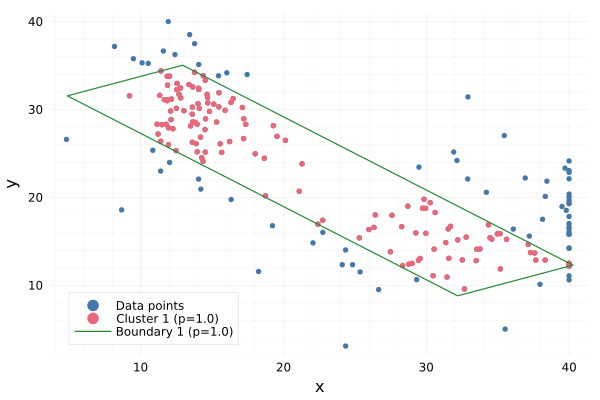 40
30
20
10
y
Data points
Cluster 1 (p=1.0)
Boundary 1 (p=1.0)
10 20 30 40
x